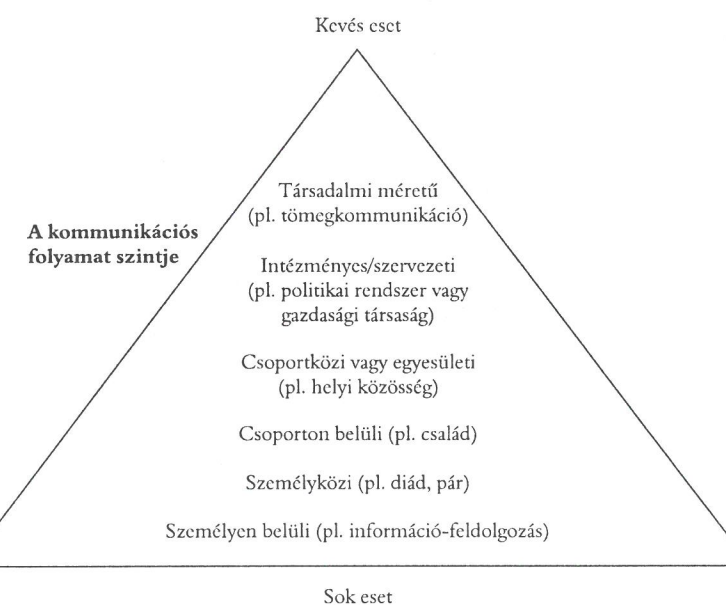 Kevés eset
Társadalmi méretű
(pl. tömegkommunikáció)
A kommunikációs
folyamat szintje
Intézményes/szervezeti
(pl. politikai rendszer vagy
gazdasági társaság)
Csoportközi vagy egyesületi
(pl. helyi közösség)
Csoporton belüli (pl. család)
Személyközi (pl. diád, pár)
Személyen belüli (pl. információ-feldolgozás)
Sok eset